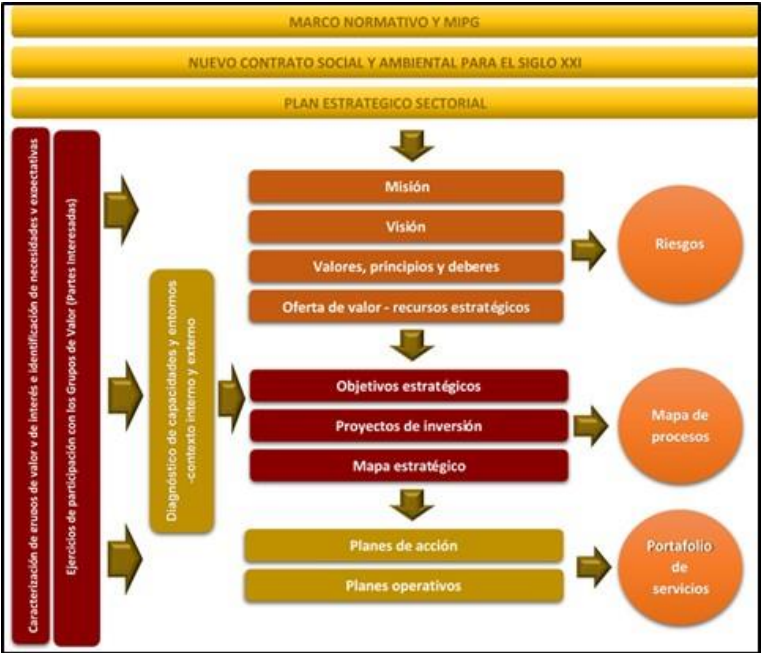 MARCO NORMATIVO Y MIPG
NUEVO CONTRATO SOCIAL Y AMBIENTAL PARA EL SIGLO XXI
PLAN ESTRATEGICO SECTORIAL
Caracterización de grupos de valor y de interés e identificación de necesidades y expectativas
Ejercicios de participación con los Grupos de Valor (Partes Interesadas)
Diagnóstico de capacidades y entornos
-contexto interno y externo
Misión
Visión
Valores, principios y deberes
Oferta de valor - recursos estratégicos
Riesgos
Objetivos estratégicos
Proyectos de inversión
Mapa estratégico
Mapa de
procesos
Planes de acción
Planes operativos
Portafolio
de
servicios